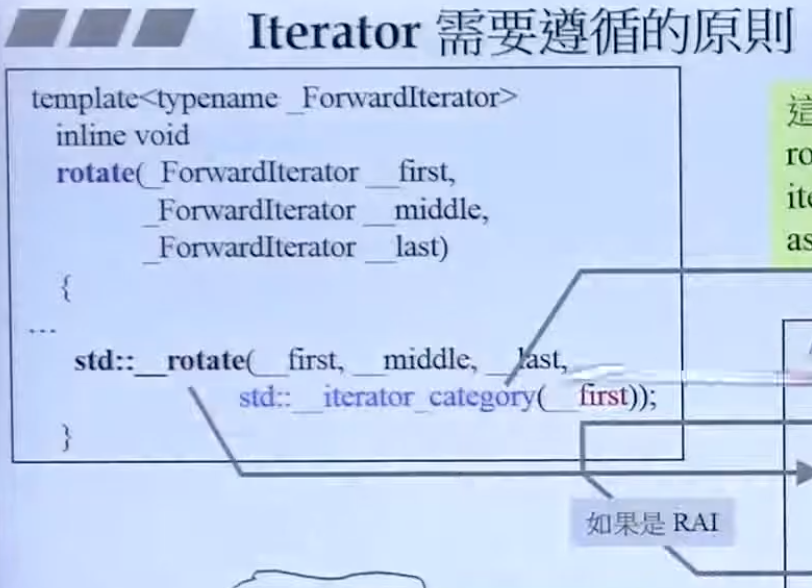 Iterator 需要遵循的原則
template<typename _ForwardIterator>
inline void
rotate(_ForwardIterator __first,
_ForwardIterator __middle,
_ForwardIterator __last)
{
...
std::__rotate(__first, __middle, __last,
std::__iterator_category(__first));
}
這
ro
ite
as
如果是 RAI